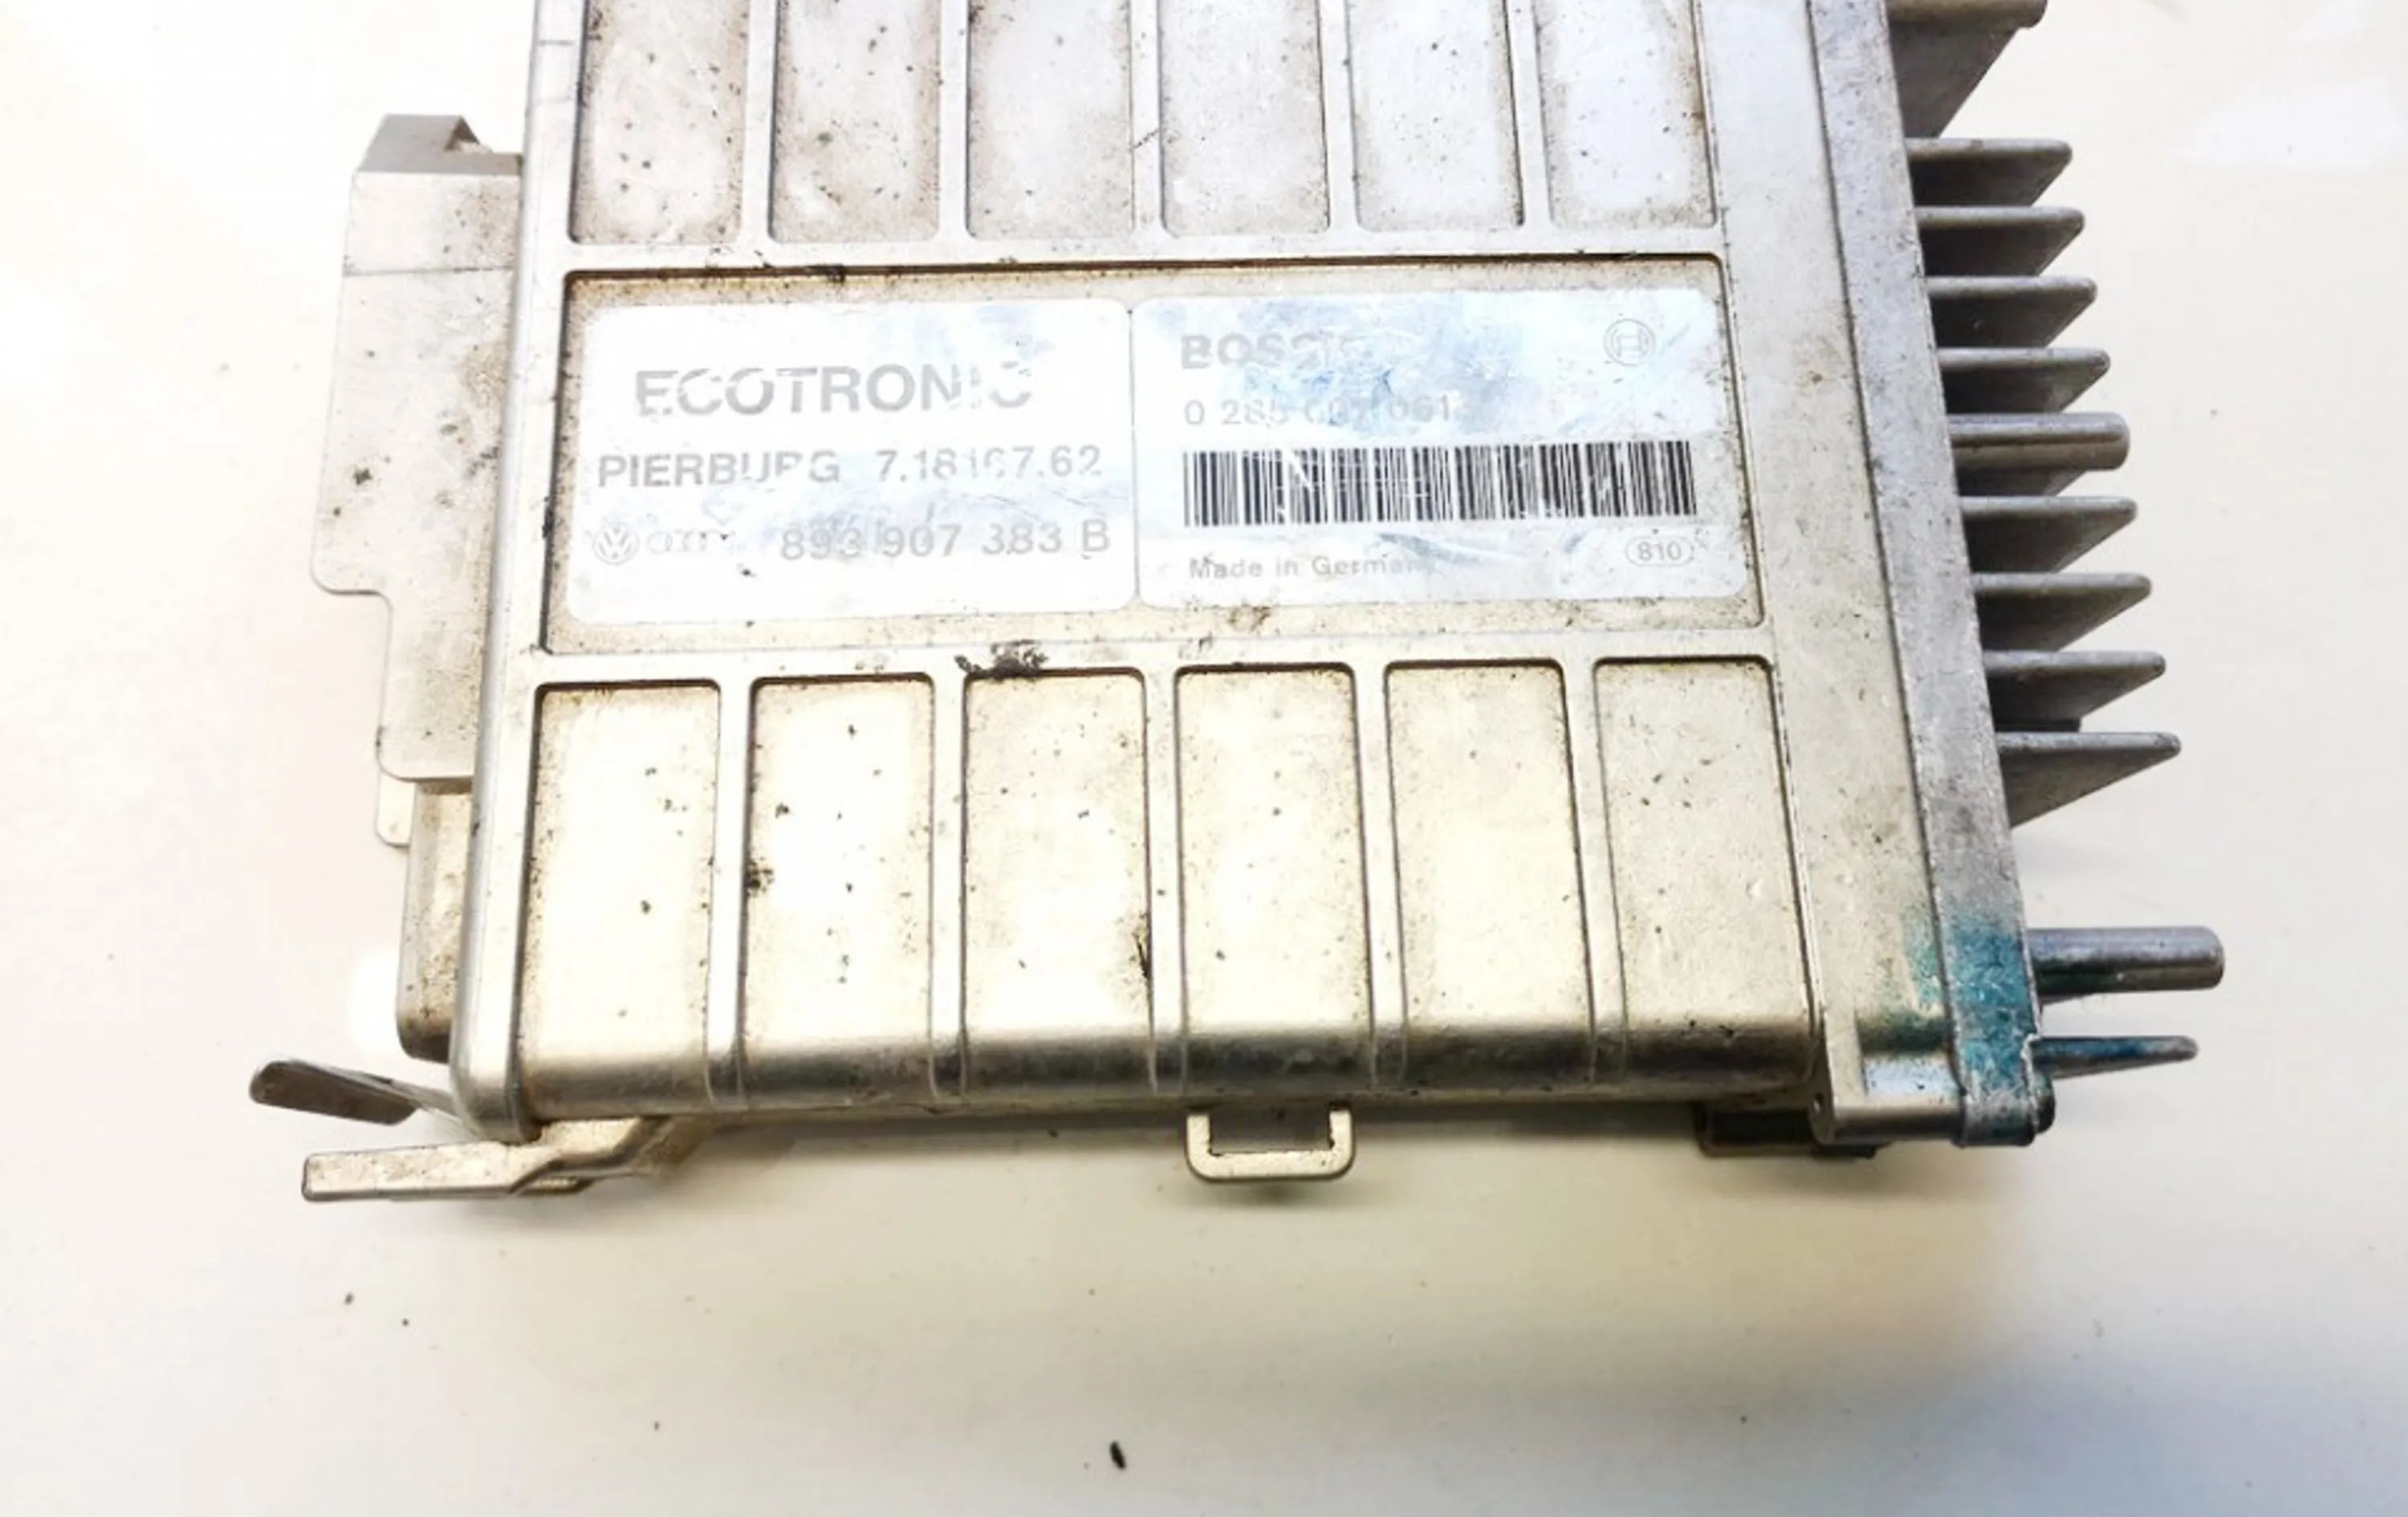 ECOTRONIC
PIERBURG 7.18167.62
893 907 383 B
BOSCH
0 285 007 061
Made in Germany
810